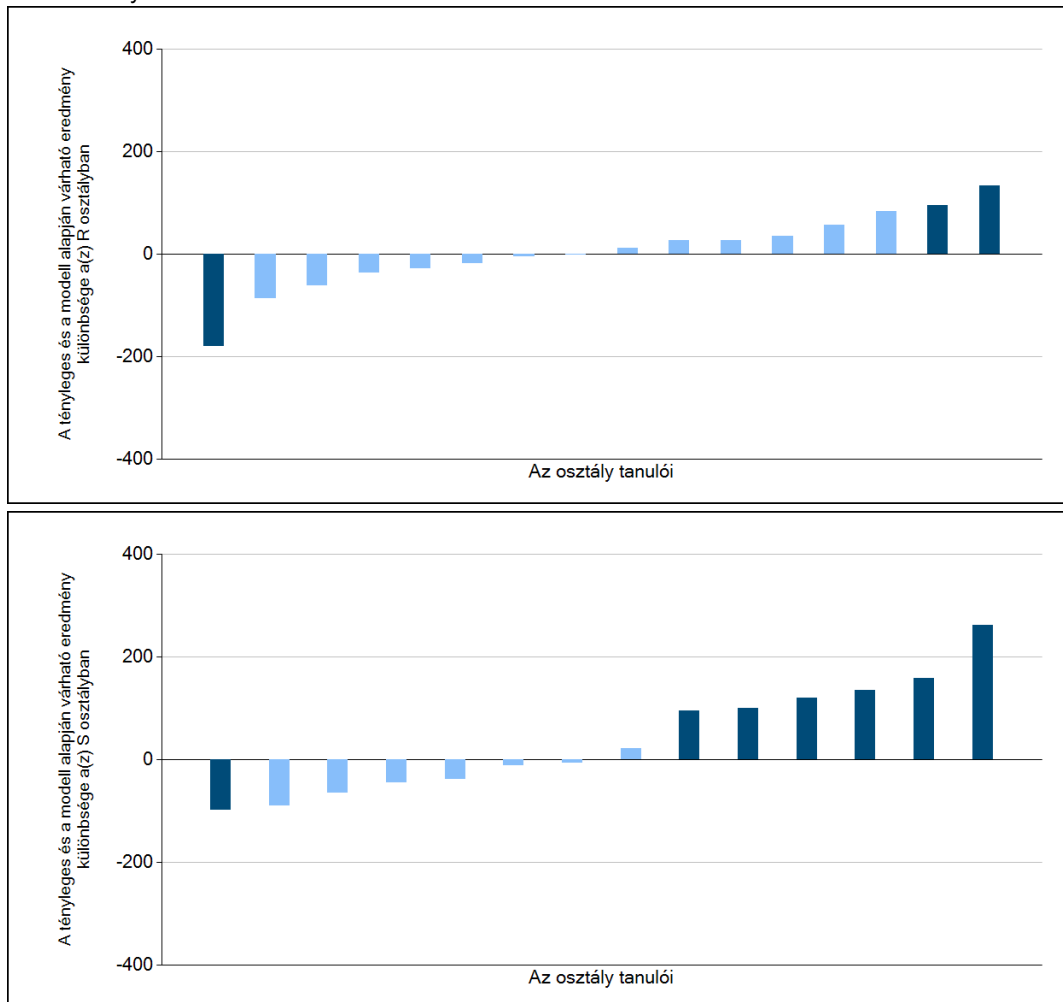 A tényleges és a modell alapján várható eredmény
különbsége a(z) R osztályban
400
200
0
-200
-400
Az osztály tanulói
A tényleges és a modell alapján várható eredmény
különbsége a(z) S osztályban
400
200
0
-200
-400
Az osztály tanulói